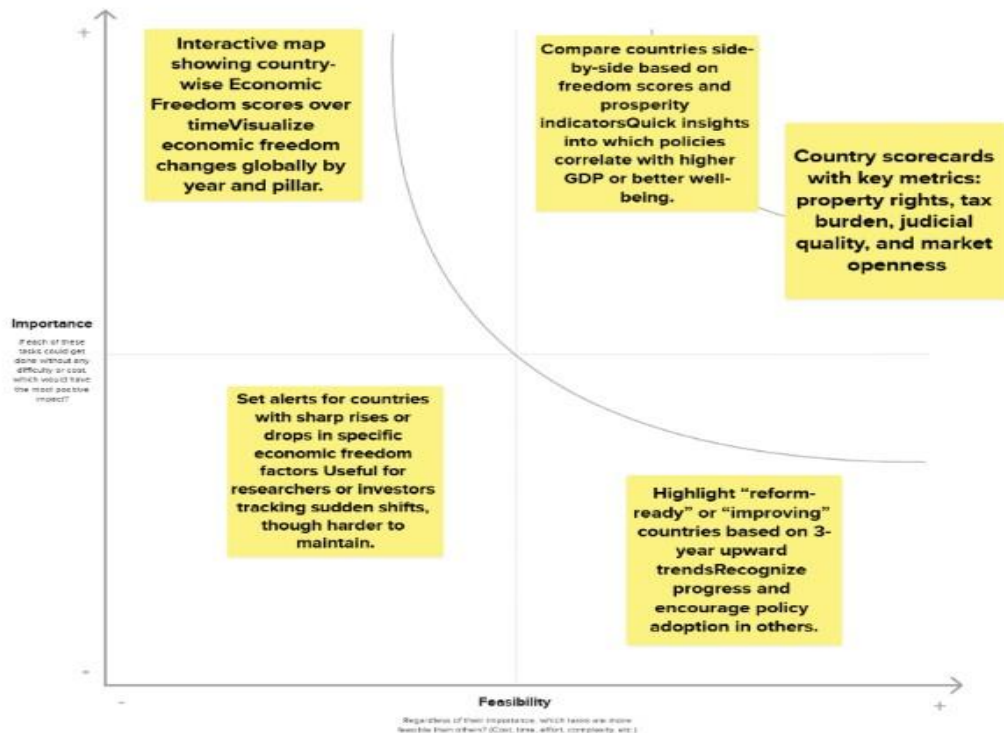 +
Interactive map
showing country-
wise Economic
Freedom scores over
timeVisualize
economic freedom
changes globally by
year and pillar.
Compare countries side-
by-side based on
freedom scores and
prosperity
indicatorsQuick insights
into which policies
correlate with higher
GDP or better well-
being.
Country scorecards
with key metrics:
property rights, tax
burden, judicial
quality, and market
openness
Importance
If each of these
tasks could get
done without any
difficulty or cost,
which would have
the most positive
impact?
Set alerts for countries
with sharp rises or
drops in specific
economic freedom
factors Useful for
researchers or investors
tracking sudden shifts,
though harder to
maintain.
Highlight “reform-
ready” or “improving”
countries based on 3-
year upward
trendsRecognize
progress and
encourage policy
adoption in others.
-
-
Feasibility
+
Regardless of their importance, which tasks are more
feasible than others? (Cost, time, effort, complexity, etc.)